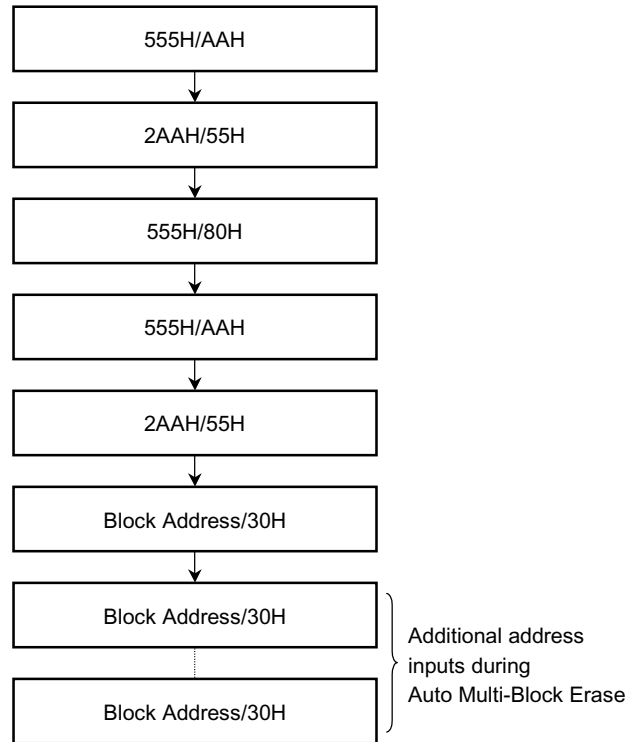 555H/AAH
2AAH/55H
555H/80H
555H/AAH
2AAH/55H
Block Address/30H
Block Address/30H
Additional address
inputs during
Auto Multi-Block Erase
Block Address/30H